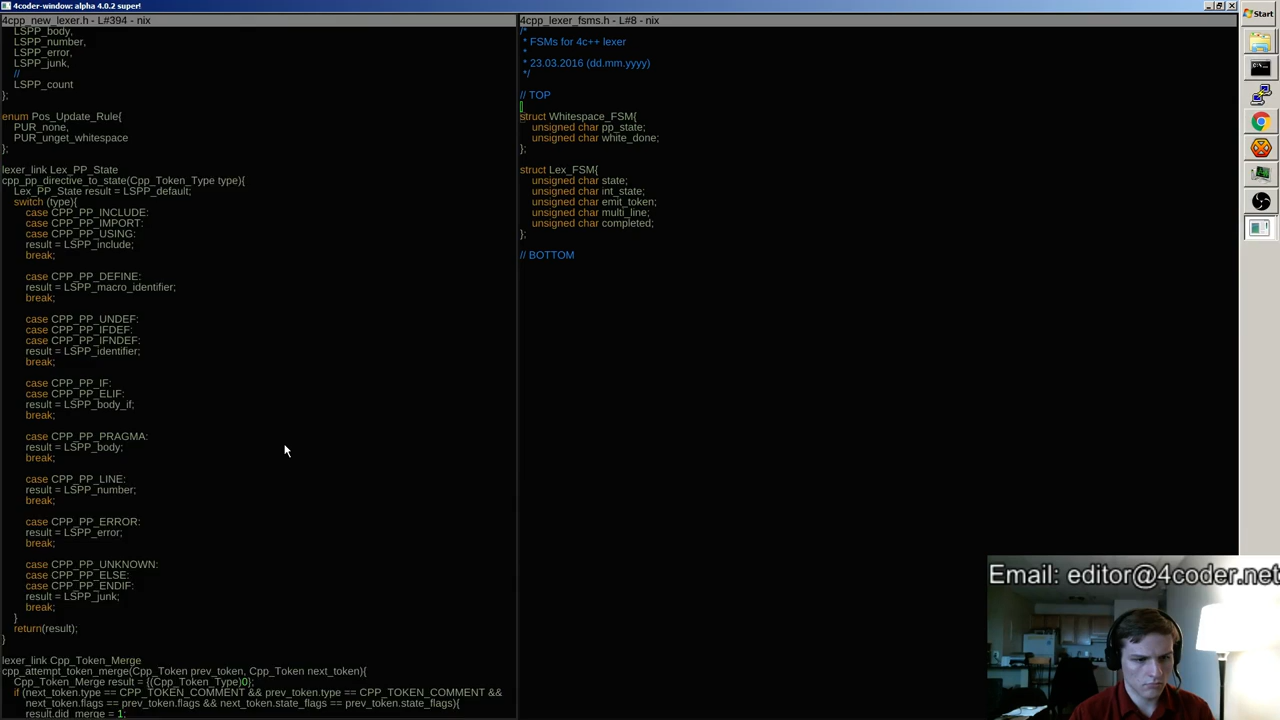 4coder-window: alpha 4.0.2 super!
4cpp_new_lexer.h - L#394 - nix
LSPP_body,
LSPP_number,
LSPP_error,
LSPP_junk,
//
LSPP_count
};
enum Pos_Update_Rule{
PUR_none,
PUR_unget_whitespace
};
lexer_link Lex_PP_State
cpp_pp_directive_to_state(Cpp_Token_Type type){
Lex_PP_State result = LSPP_default;
switch (type){
case CPP_PP_INCLUDE:
case CPP_PP_IMPORT:
case CPP_PP_USING:
result = LSPP_include;
break;
case CPP_PP_DEFINE:
result = LSPP_macro_identifier;
break;
case CPP_PP_UNDEF:
case CPP_PP_IFDEF:
case CPP_PP_IFNDEF:
result = LSPP_identifier;
break;
case CPP_PP_IF:
case CPP_PP_ELIF:
result = LSPP_body_if;
break;
case CPP_PP_PRAGMA:
result = LSPP_body;
break;
case CPP_PP_LINE:
result = LSPP_number;
break;
case CPP_PP_ERROR:
result = LSPP_error;
break;
case CPP_PP_UNKNOWN:
case CPP_PP_ELSE:
case CPP_PP_ENDIF:
result = LSPP_junk;
break;
}
return(result);
}
lexer_link Cpp_Token_Merge
cpp_attempt_token_merge(Cpp_Token prev_token, Cpp_Token next_token){
Cpp_Token_Merge result = {(Cpp_Token_Type)0};
if (next_token.type == CPP_TOKEN_COMMENT && prev_token.type == CPP_TOKEN_COMMENT &&
next_token.flags == prev_token.flags && next_token.state_flags == prev_token.state_flags){
result.did_merge = 1;
4cpp_lexer_fsms.h - L#8 - nix
/*
* FSMs for 4c++ lexer
*
* 23.03.2016 (dd.mm.yyyy)
*/
// TOP
struct Whitespace_FSM{
unsigned char pp_state;
unsigned char white_done;
};
struct Lex_FSM{
unsigned char state;
unsigned char int_state;
unsigned char emit_token;
unsigned char multi_line;
unsigned char completed;
};
// BOTTOM
Start
Email: editor@4coder.net